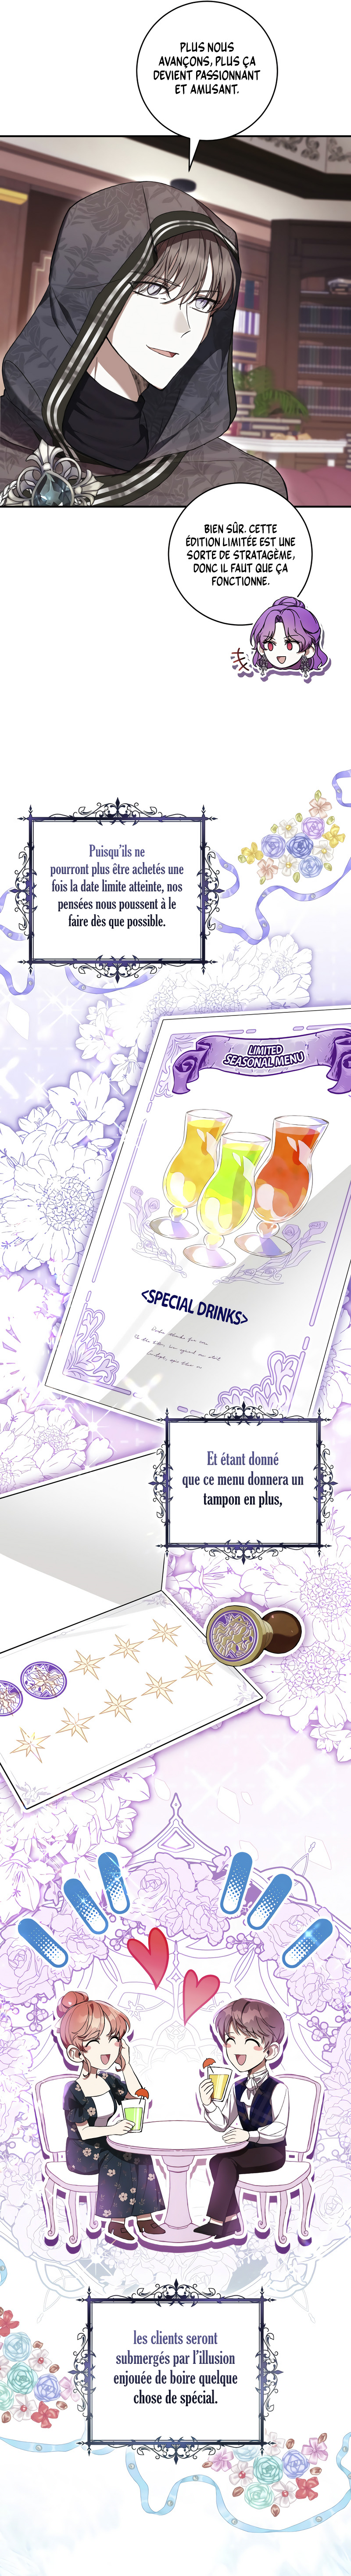 PLUS NOUS
AVANÇONS, PLUS ÇA
DEVIENT PASSIONNANT
ET AMUSANT.
BIEN SÛR. CETTE
ÉDITION LIMITÉE EST UNE
SORTE DE STRATAGÈME,
DONC IL FAUT QUE ÇA
FONCTIONNE.
Puisqu'ils ne
pourront plus être achetés une
fois la date limite atteinte, nos
pensées nous poussent à le
faire dès que possible.
LIMITED
SEASONAL MENU
<SPECIAL DRINKS>
Et étant donné
que ce menu donnera un
tampon en plus,
les clients seront
submergés par l'illusion
enjouée de boire quelque
chose de spécial.